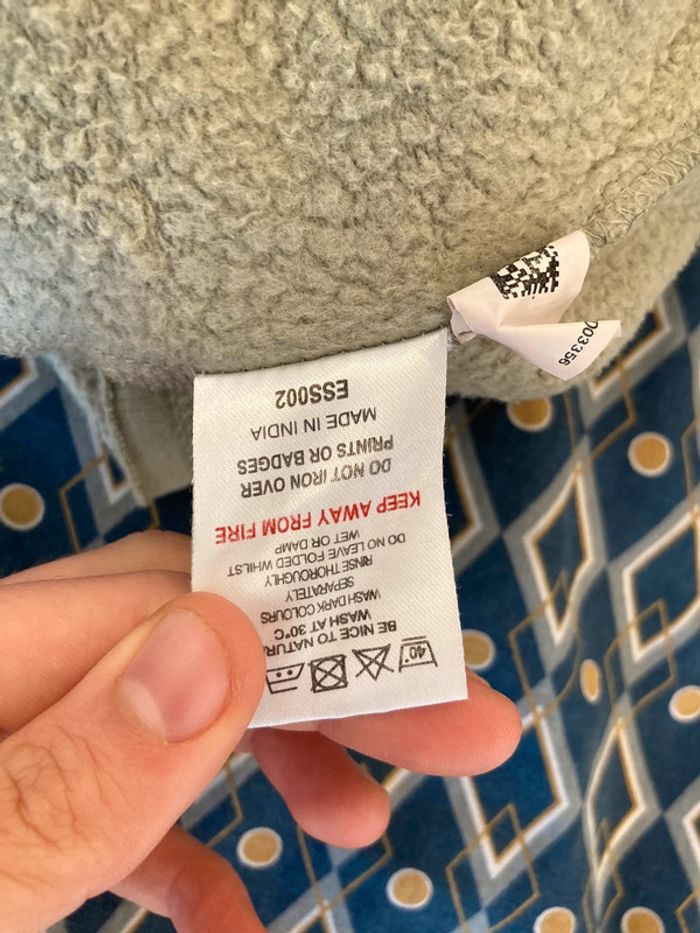 40°
BE NICE TO NATUR
WASH AT 30°C
WASH DARK COLOURS
SEPARATELY
RINSE THOROUGHLY
DO NO LEAVE FOLDED WHILST
WET OR DAMP
KEEP AWAY FROM FIRE
DO NOT IRON OVER
PRINTS OR BADGES
MADE IN INDIA
ESS002
003356